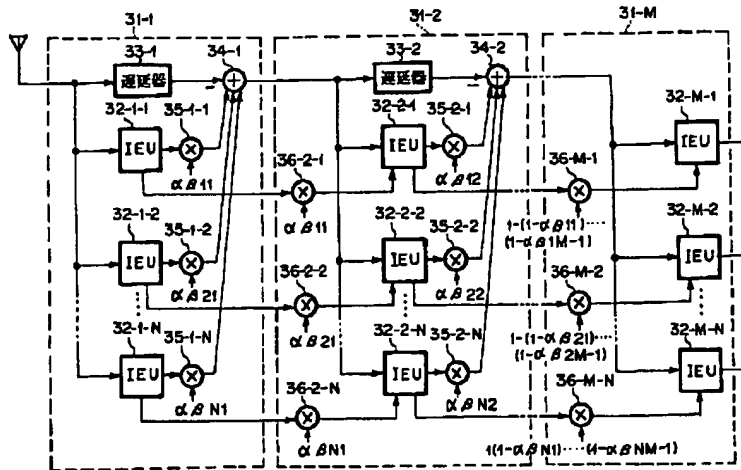 31-1
31-2
31-M
33-1
34-1
33-2
34-2
遅延器
遅延器
32-1-1
35-1-1
32-2-1
35-2-1
32-M-1
IEU
IEU
IEU
36-2-1
36-M-1
αβ11
αβ12
αβ11
1-(1-αβ11)‥‥
(1-αβ1M-1)
32-1-2
35-1-2
32-2-2
35-2-2
32-M-2
IEU
IEU
IEU
36-2-2
36-M-2
αβ21
αβ22
αβ21
1-(1-αβ21)‥‥
(1-αβ2M-1)
32-1-N
35-1-N
32-2-N
35-2-N
32-M-N
IEU
IEU
IEU
36-2-N
36-M-N
αβN1
αβN2
αβN1
1(1-αβN1)‥‥(1-αβNM-1)